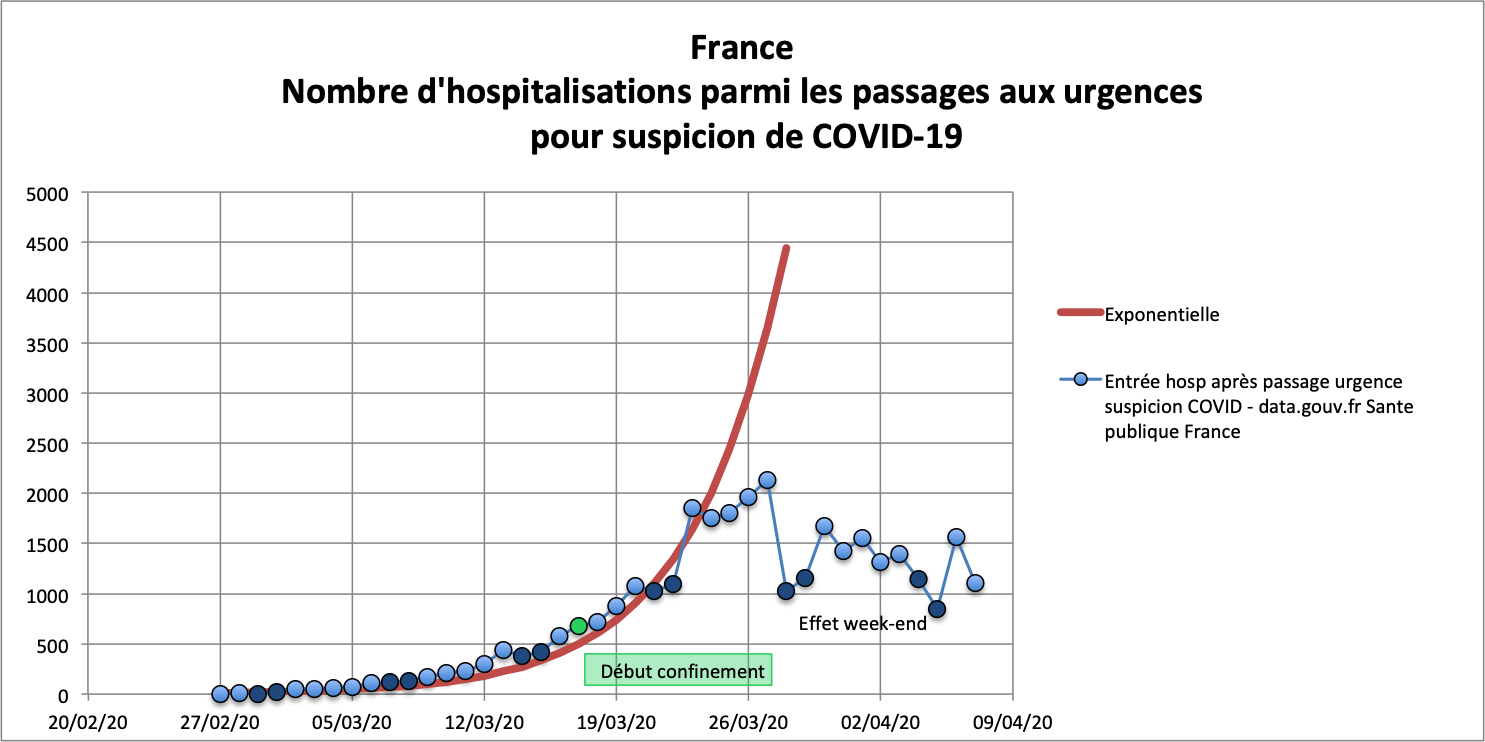 France
Nombre d'hospitalisations parmi les passages aux urgences
pour suspicion de COVID-19
5000
4500
4000
3500
3000
2500
2000
1500
1000
500
0
20/02/20
27/02/20
05/03/20
12/03/20
19/03/20
26/03/20
02/04/20
09/04/20
Effet week-end
Début confinement
Exponentielle
Entrée hosp après passage urgence
suspicion COVID - data.gouv.fr Sante
publique France